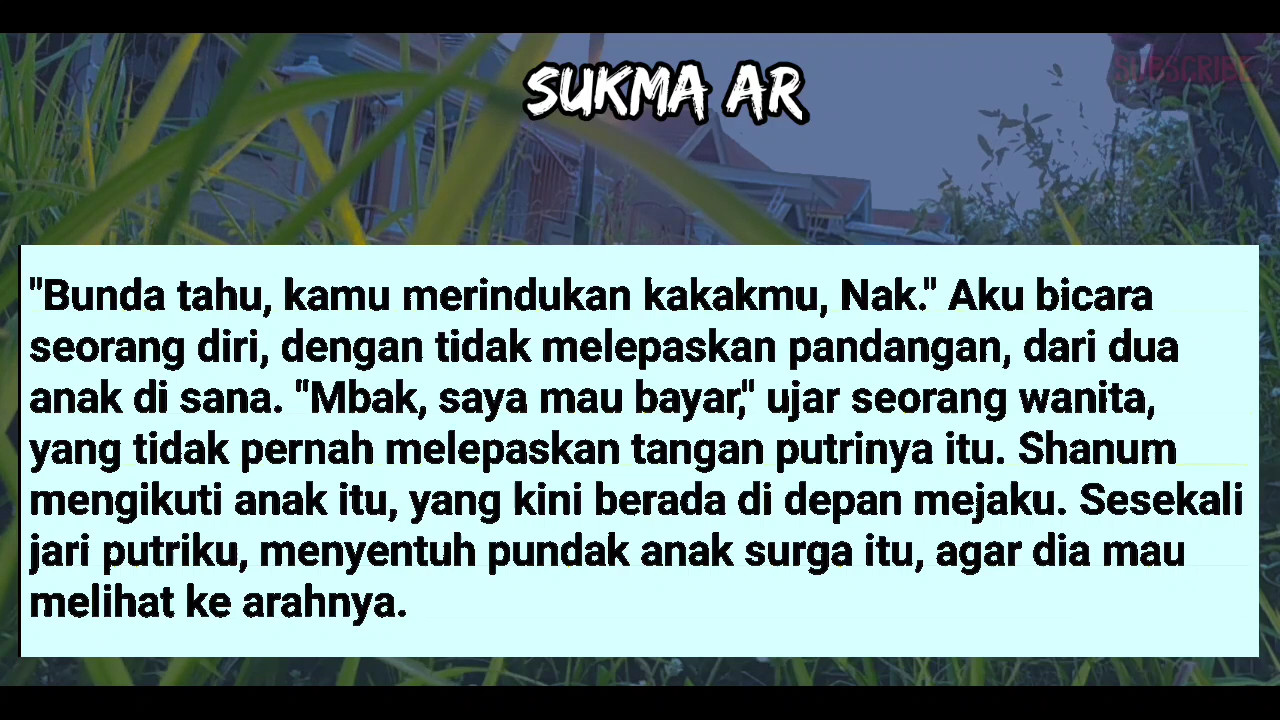 SUKMA AR
SUBSCRIBE
"Bunda tahu, kamu merindukan kakakmu, Nak." Aku bicara
seorang diri, dengan tidak melepaskan pandangan, dari dua
anak di sana. "Mbak, saya mau bayar," ujar seorang wanita,
yang tidak pernah melepaskan tangan putrinya itu. Shanum
mengikuti anak itu, yang kini berada di depan mejaku. Sesekali
jari putriku, menyentuh pundak anak surga itu, agar dia mau
melihat ke arahnya.